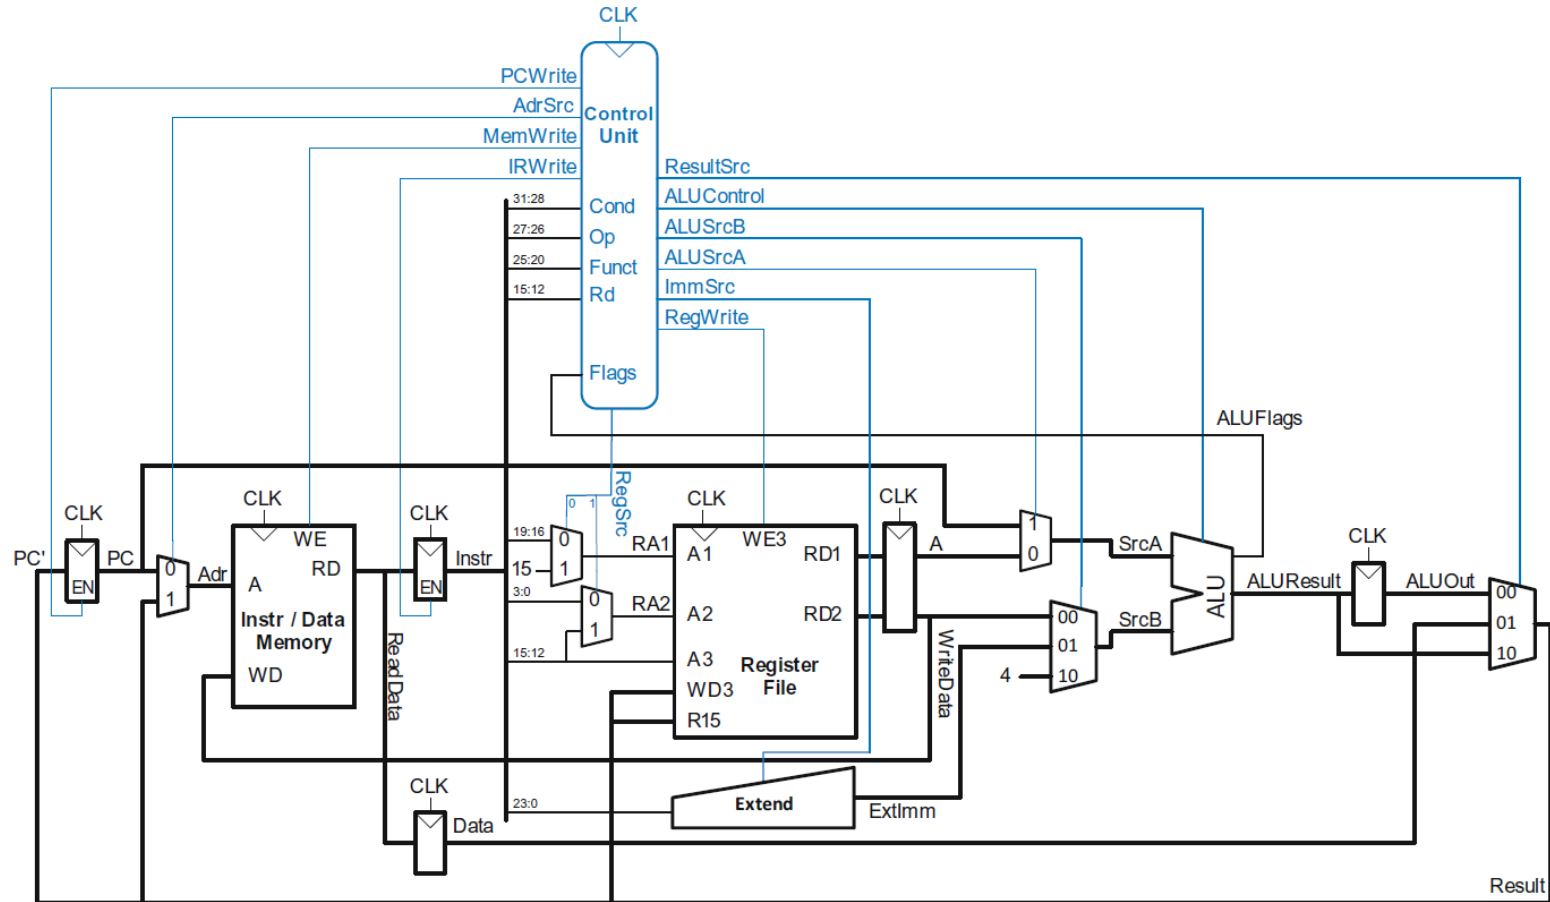 CLK
PCWrite
AdrSrc
MemWrite
IRWrite
Control
Unit
ResultSrc
ALUControl
ALUSrcB
ALUSrcA
ImmSrc
RegWrite
31:28
Cond
27:26
Op
25:20
Funct
15:12
Rd
Flags
ALUFlags
RegSrc
0 1
CLK
PC'
EN
PC
0
1
Adr
CLK
WE
A
RD
Instr / Data
Memory
WD
ReadData
CLK
EN
Instr
19:16
15
0
1
RA1
3:0
0
1
RA2
15:12
CLK
WE3
A1
RD1
A2
RD2
A3
Register
File
WD3
R15
CLK
A
WriteData
1
0
SrcA
00
01
4
10
SrcB
ALU
ALUResult
CLK
ALUOut
00
01
10
23:0
Extend
ExtImm
CLK
Data
Result